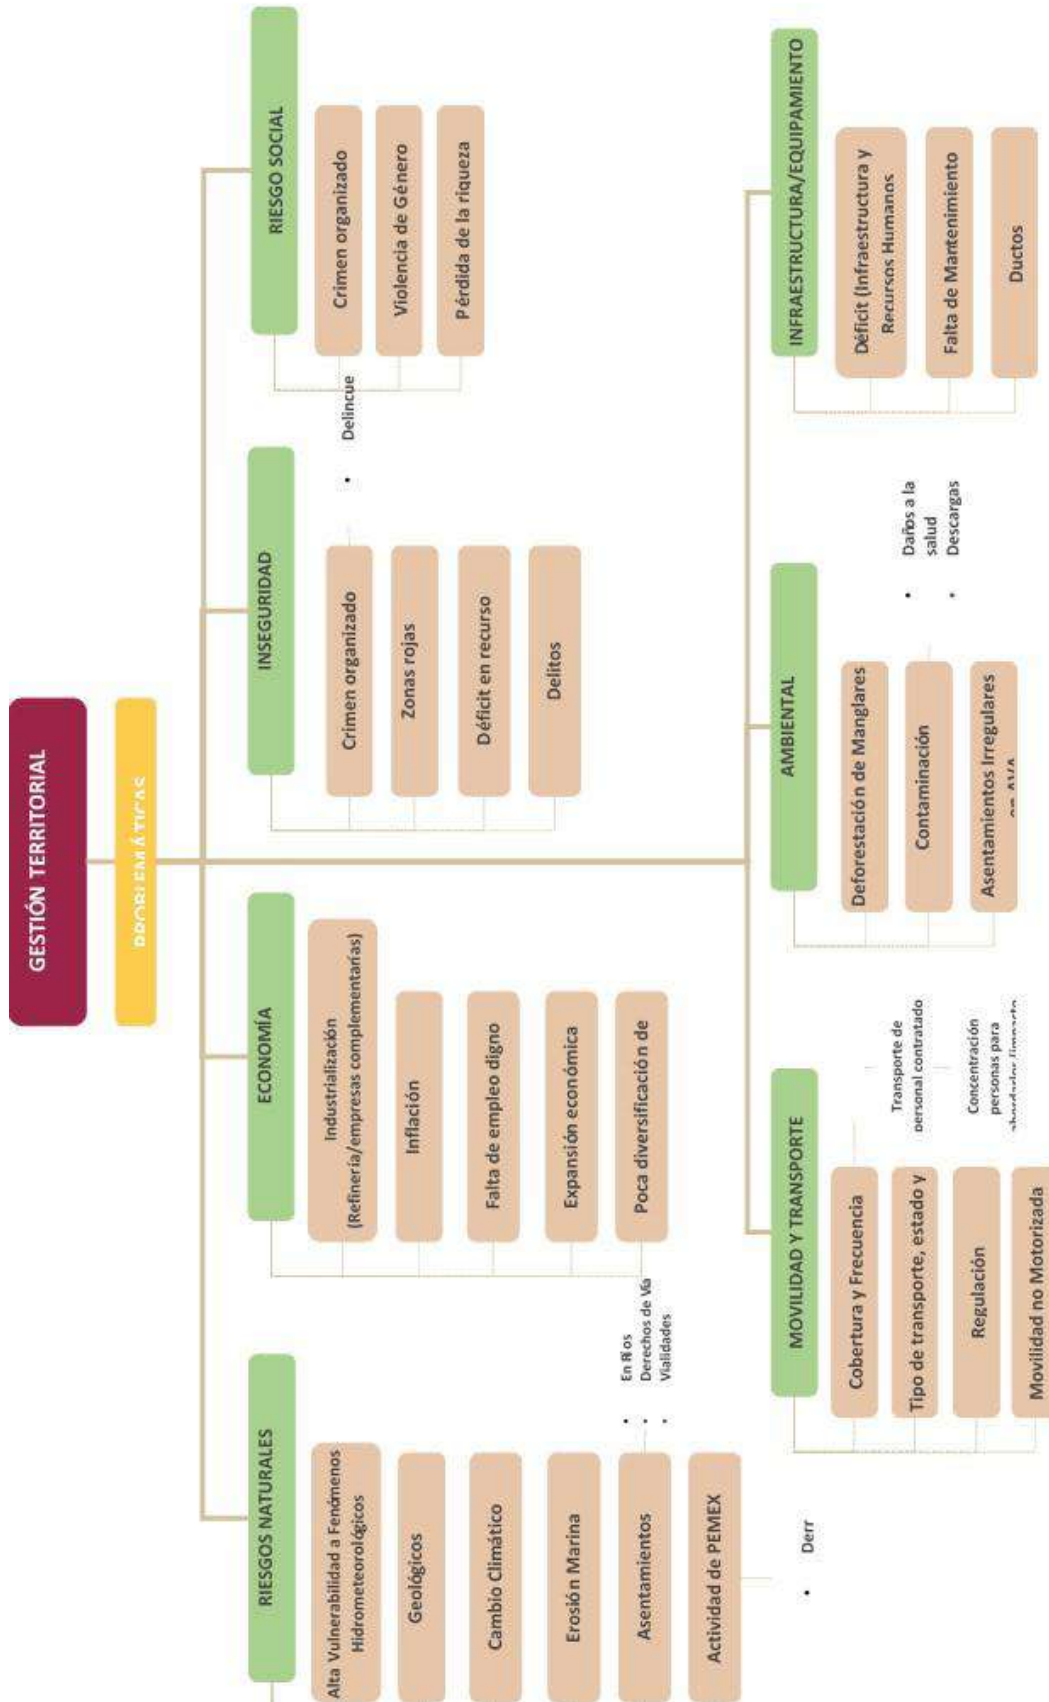 GESTIÓN TERRITORIAL
PROBLEMÁTICAS
RIESGOS NATURALES
Alta Vulnerabilidad a Fenómenos
Hidrometeorológicos
Geológicos
Cambio Climático
Erosión Marina
Asentamientos
• En Ríos
• Derechos de Vía
• Vialidades
Actividad de PEMEX
• Derr
ECONOMÍA
Industrialización
(Refinería/empresas complementarías)
Inflación
Falta de empleo digno
Expansión económica
Poca diversificación de
INSEGURIDAD
Crimen organizado
• Delincue
Zonas rojas
Déficit en recurso
Delitos
RIESGO SOCIAL
Crimen organizado
Violencia de Género
Pérdida de la riqueza
MOVILIDAD Y TRANSPORTE
Cobertura y Frecuencia
Transporte de
personal contratado
Concentración
personas para
Tipo de transporte, estado y
Regulación
Movilidad no Motorizada
AMBIENTAL
Deforestación de Manglares
Contaminación
• Daños a la
salud
• Descargas
Asentamientos Irregulares
en AVA
INFRAESTRUCTURA/EQUIPAMIENTO
Déficit (Infraestructura y
Recursos Humanos
Falta de Mantenimiento
Ductos